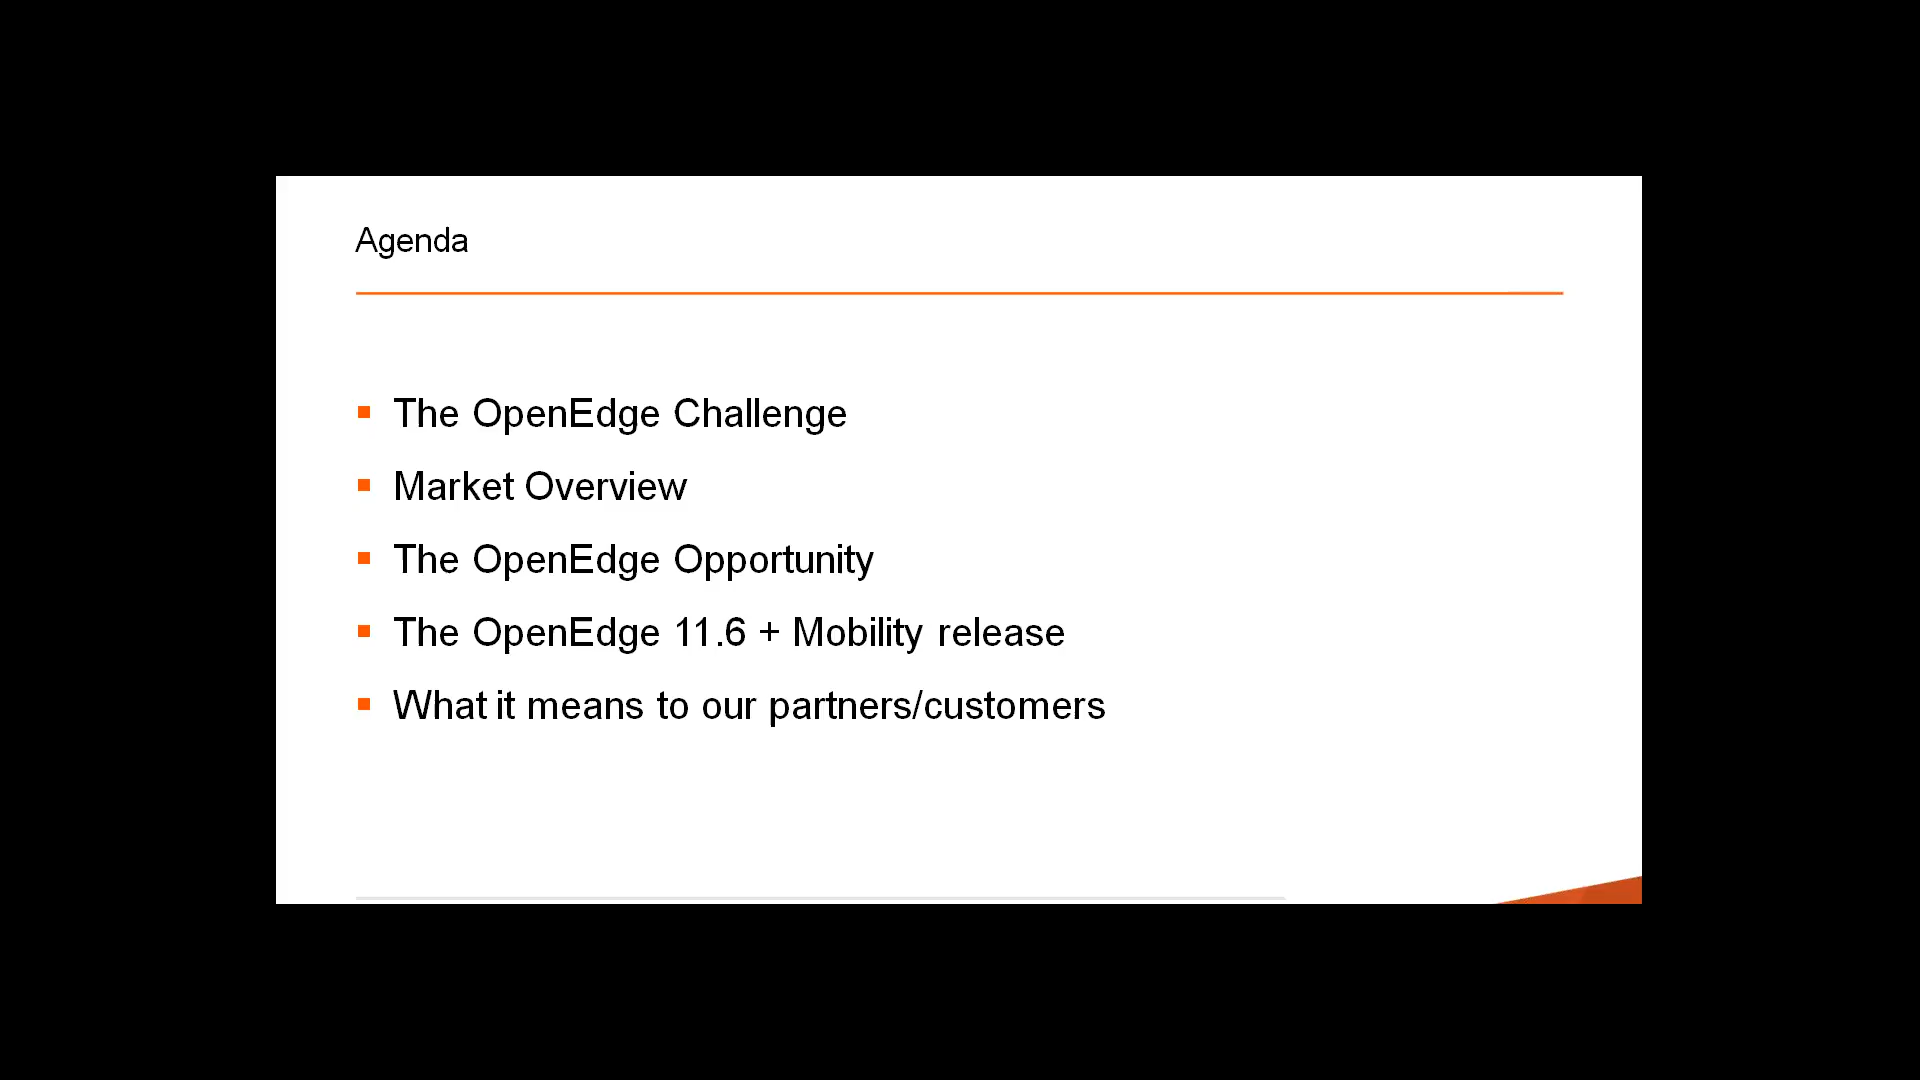 Agenda
The OpenEdge Challenge
Market Overview
The OpenEdge Opportunity
The OpenEdge 11.6 + Mobility release
What it means to our partners/customers